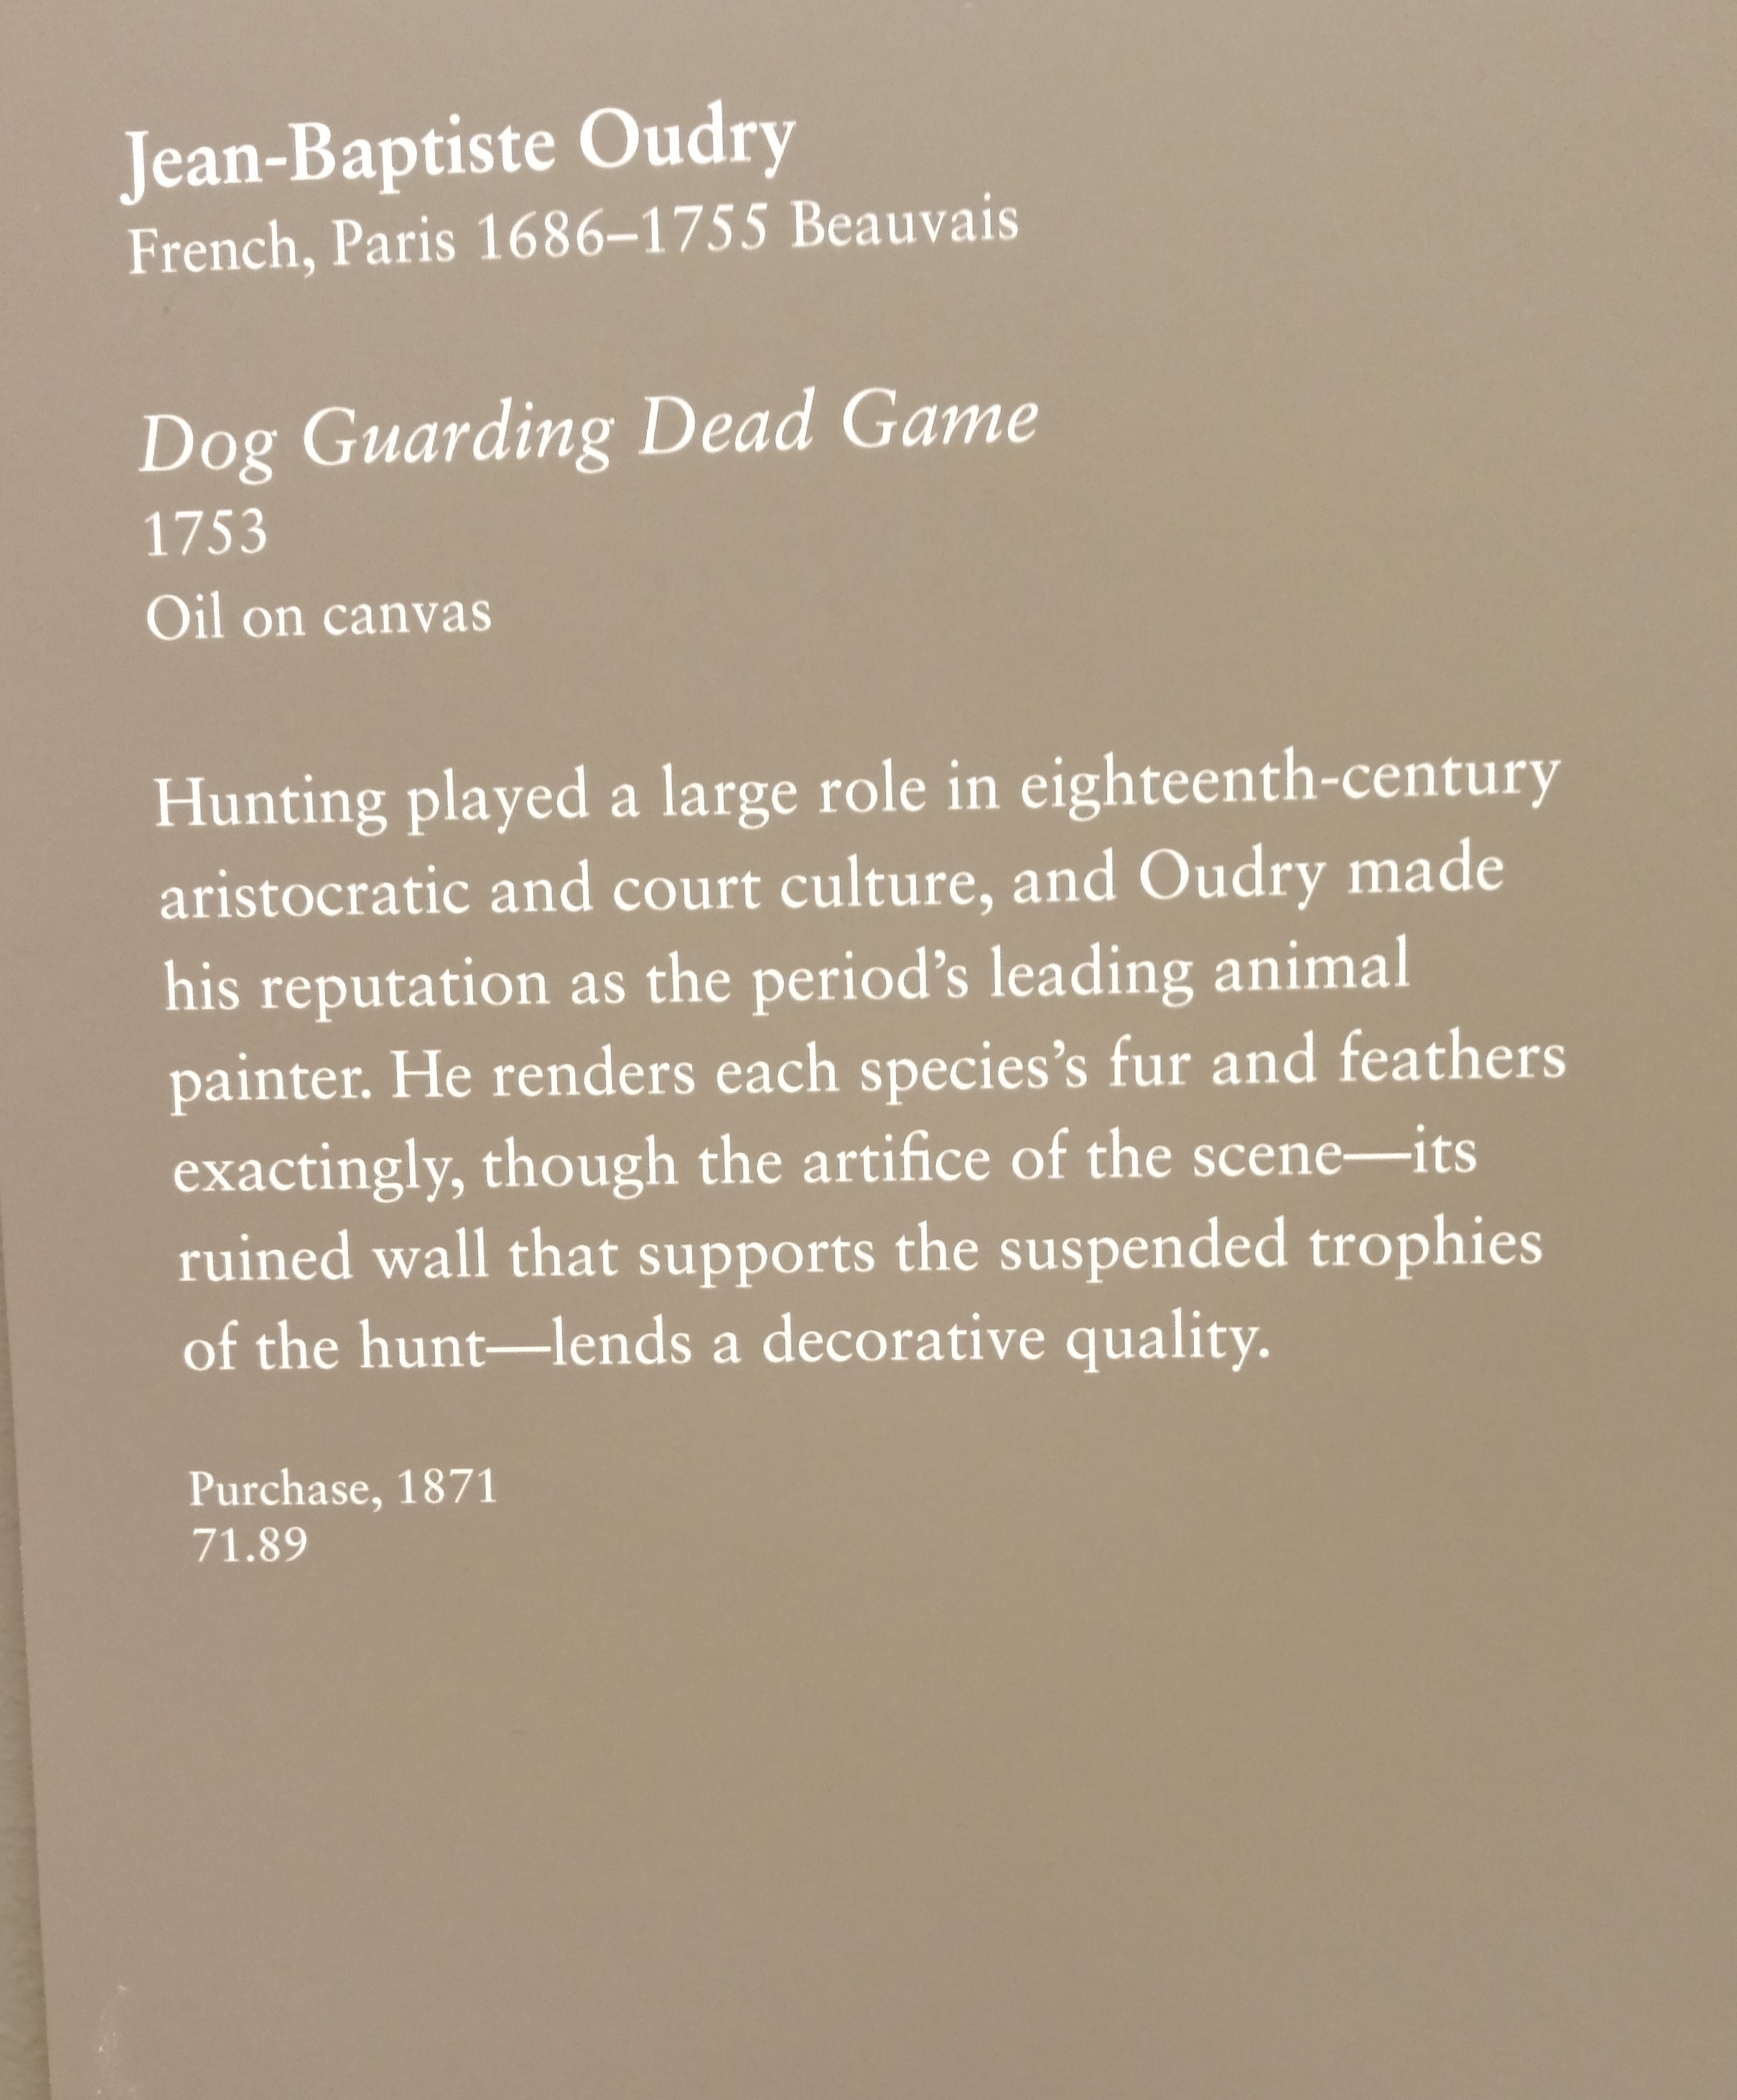 Jean-Baptiste Oudry
French, Paris 1686–1755 Beauvais
Dog Guarding Dead Game
1753
Oil on canvas
Hunting played a large role in eighteenth-century
aristocratic and court culture, and Oudry made
his reputation as the period’s leading animal
painter. He renders each species’s fur and feathers
exactingly, though the artifice of the scene—its
ruined wall that supports the suspended trophies
of the hunt—lends a decorative quality.
Purchase, 1871
71.89